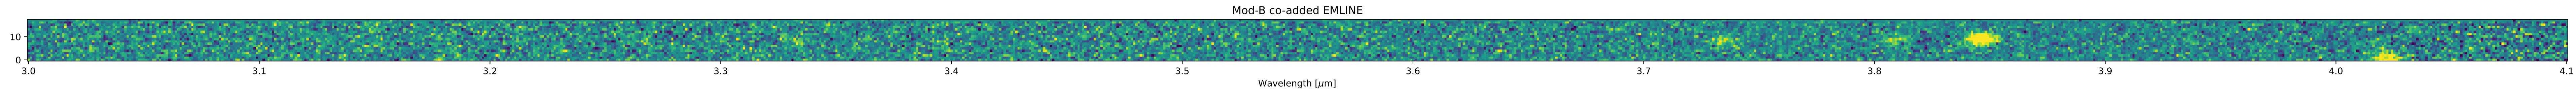 Mod-B co-added EMLINE
10
0
3.0 3.1 3.2 3.3 3.4 3.5 3.6 3.7 3.8 3.9 4.0 4.1
Wavelength [μm]